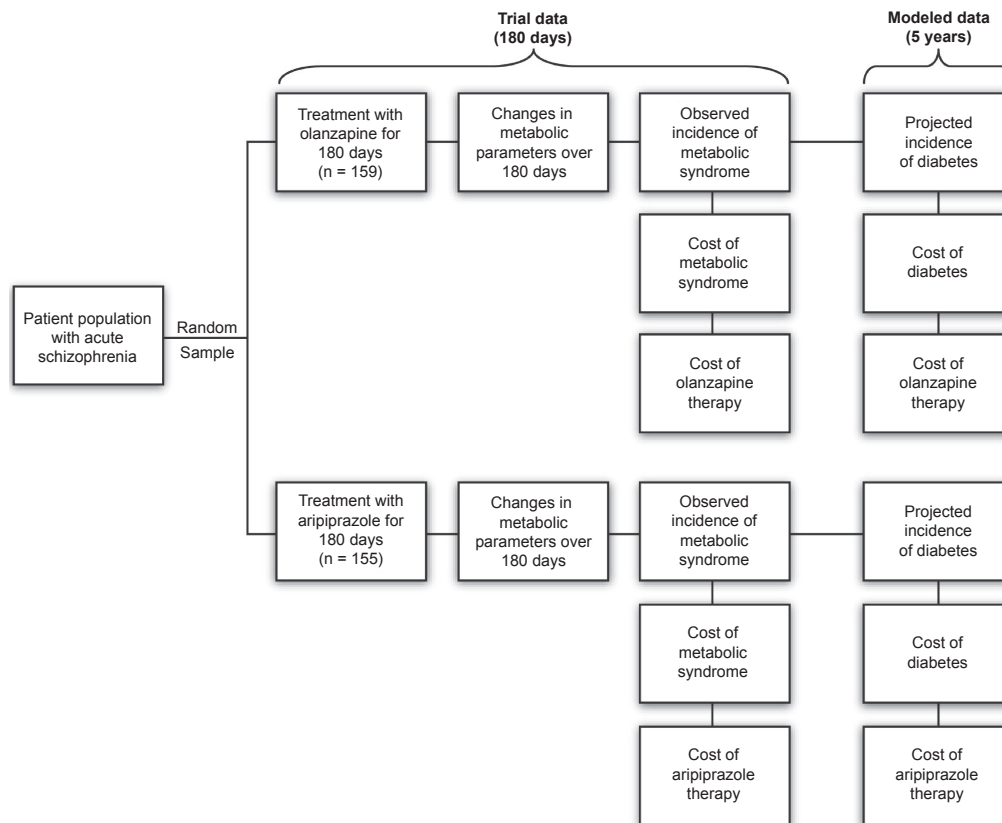 Trial data
(180 days)
Modeled data
(5 years)
Treatment with
olanzapine for
180 days
(n = 159)
Changes in
metabolic
parameters over
180 days
Observed
incidence of
metabolic
syndrome
Projected
incidence
of diabetes
Cost of
metabolic
syndrome
Cost of
diabetes
Cost of
olanzapine
therapy
Cost of
olanzapine
therapy
Patient population
with acute
schizophrenia
Random
Sample
Treatment with
aripiprazole for
180 days
(n = 155)
Changes in
metabolic
parameters over
180 days
Observed
incidence of
metabolic
syndrome
Projected
incidence
of diabetes
Cost of
metabolic
syndrome
Cost of
diabetes
Cost of
aripiprazole
therapy
Cost of
aripiprazole
therapy